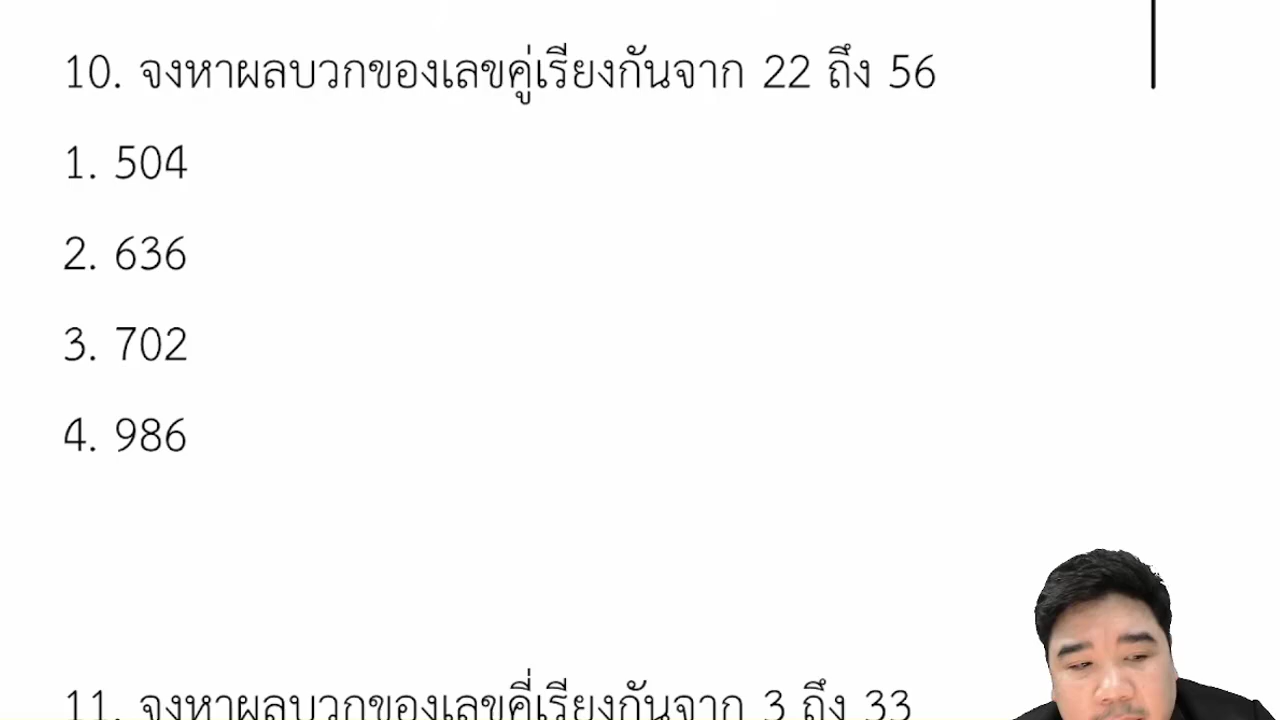 10. จงหาผลบวกของเลขคู่เรียงกันจาก 22 ถึง 56
1. 504
2. 636
3. 702
4. 986
11. จงหาผลบวกของเลขคี่เรียงกันจาก 3 ถึง 33